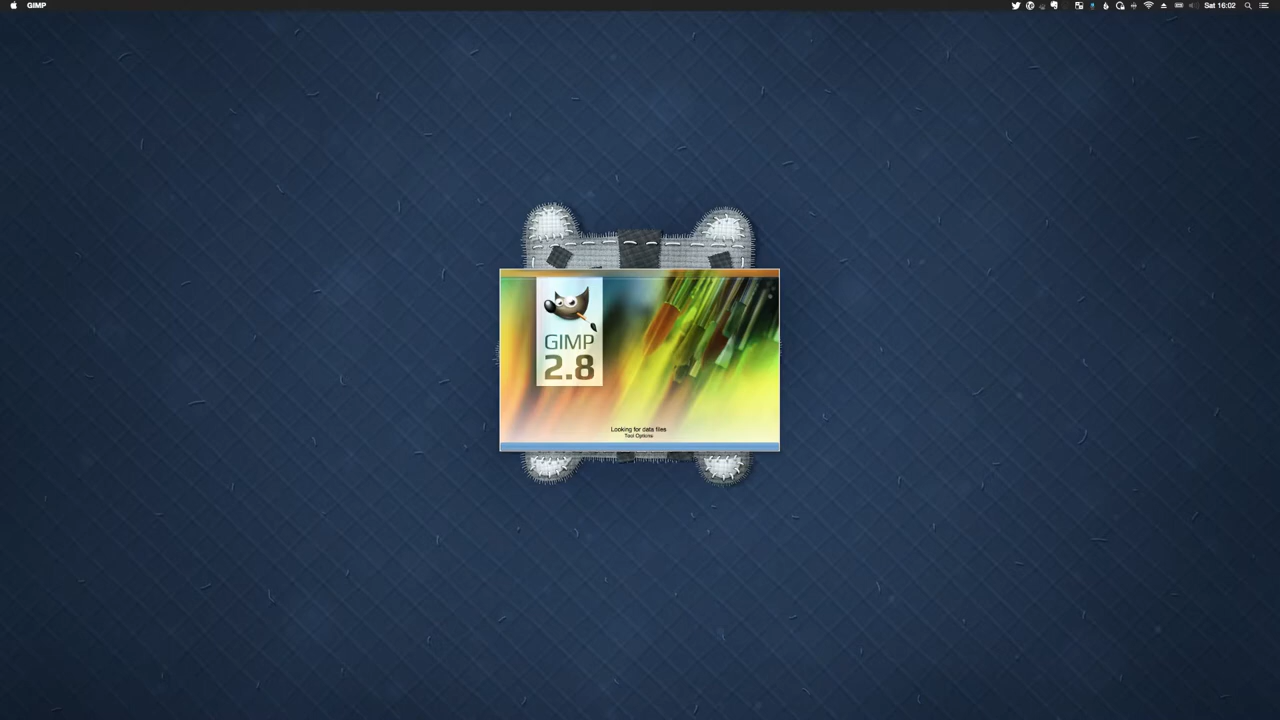 GIMP
Sat 16:02
GIMP
2.8
Looking for data files
Tool Options